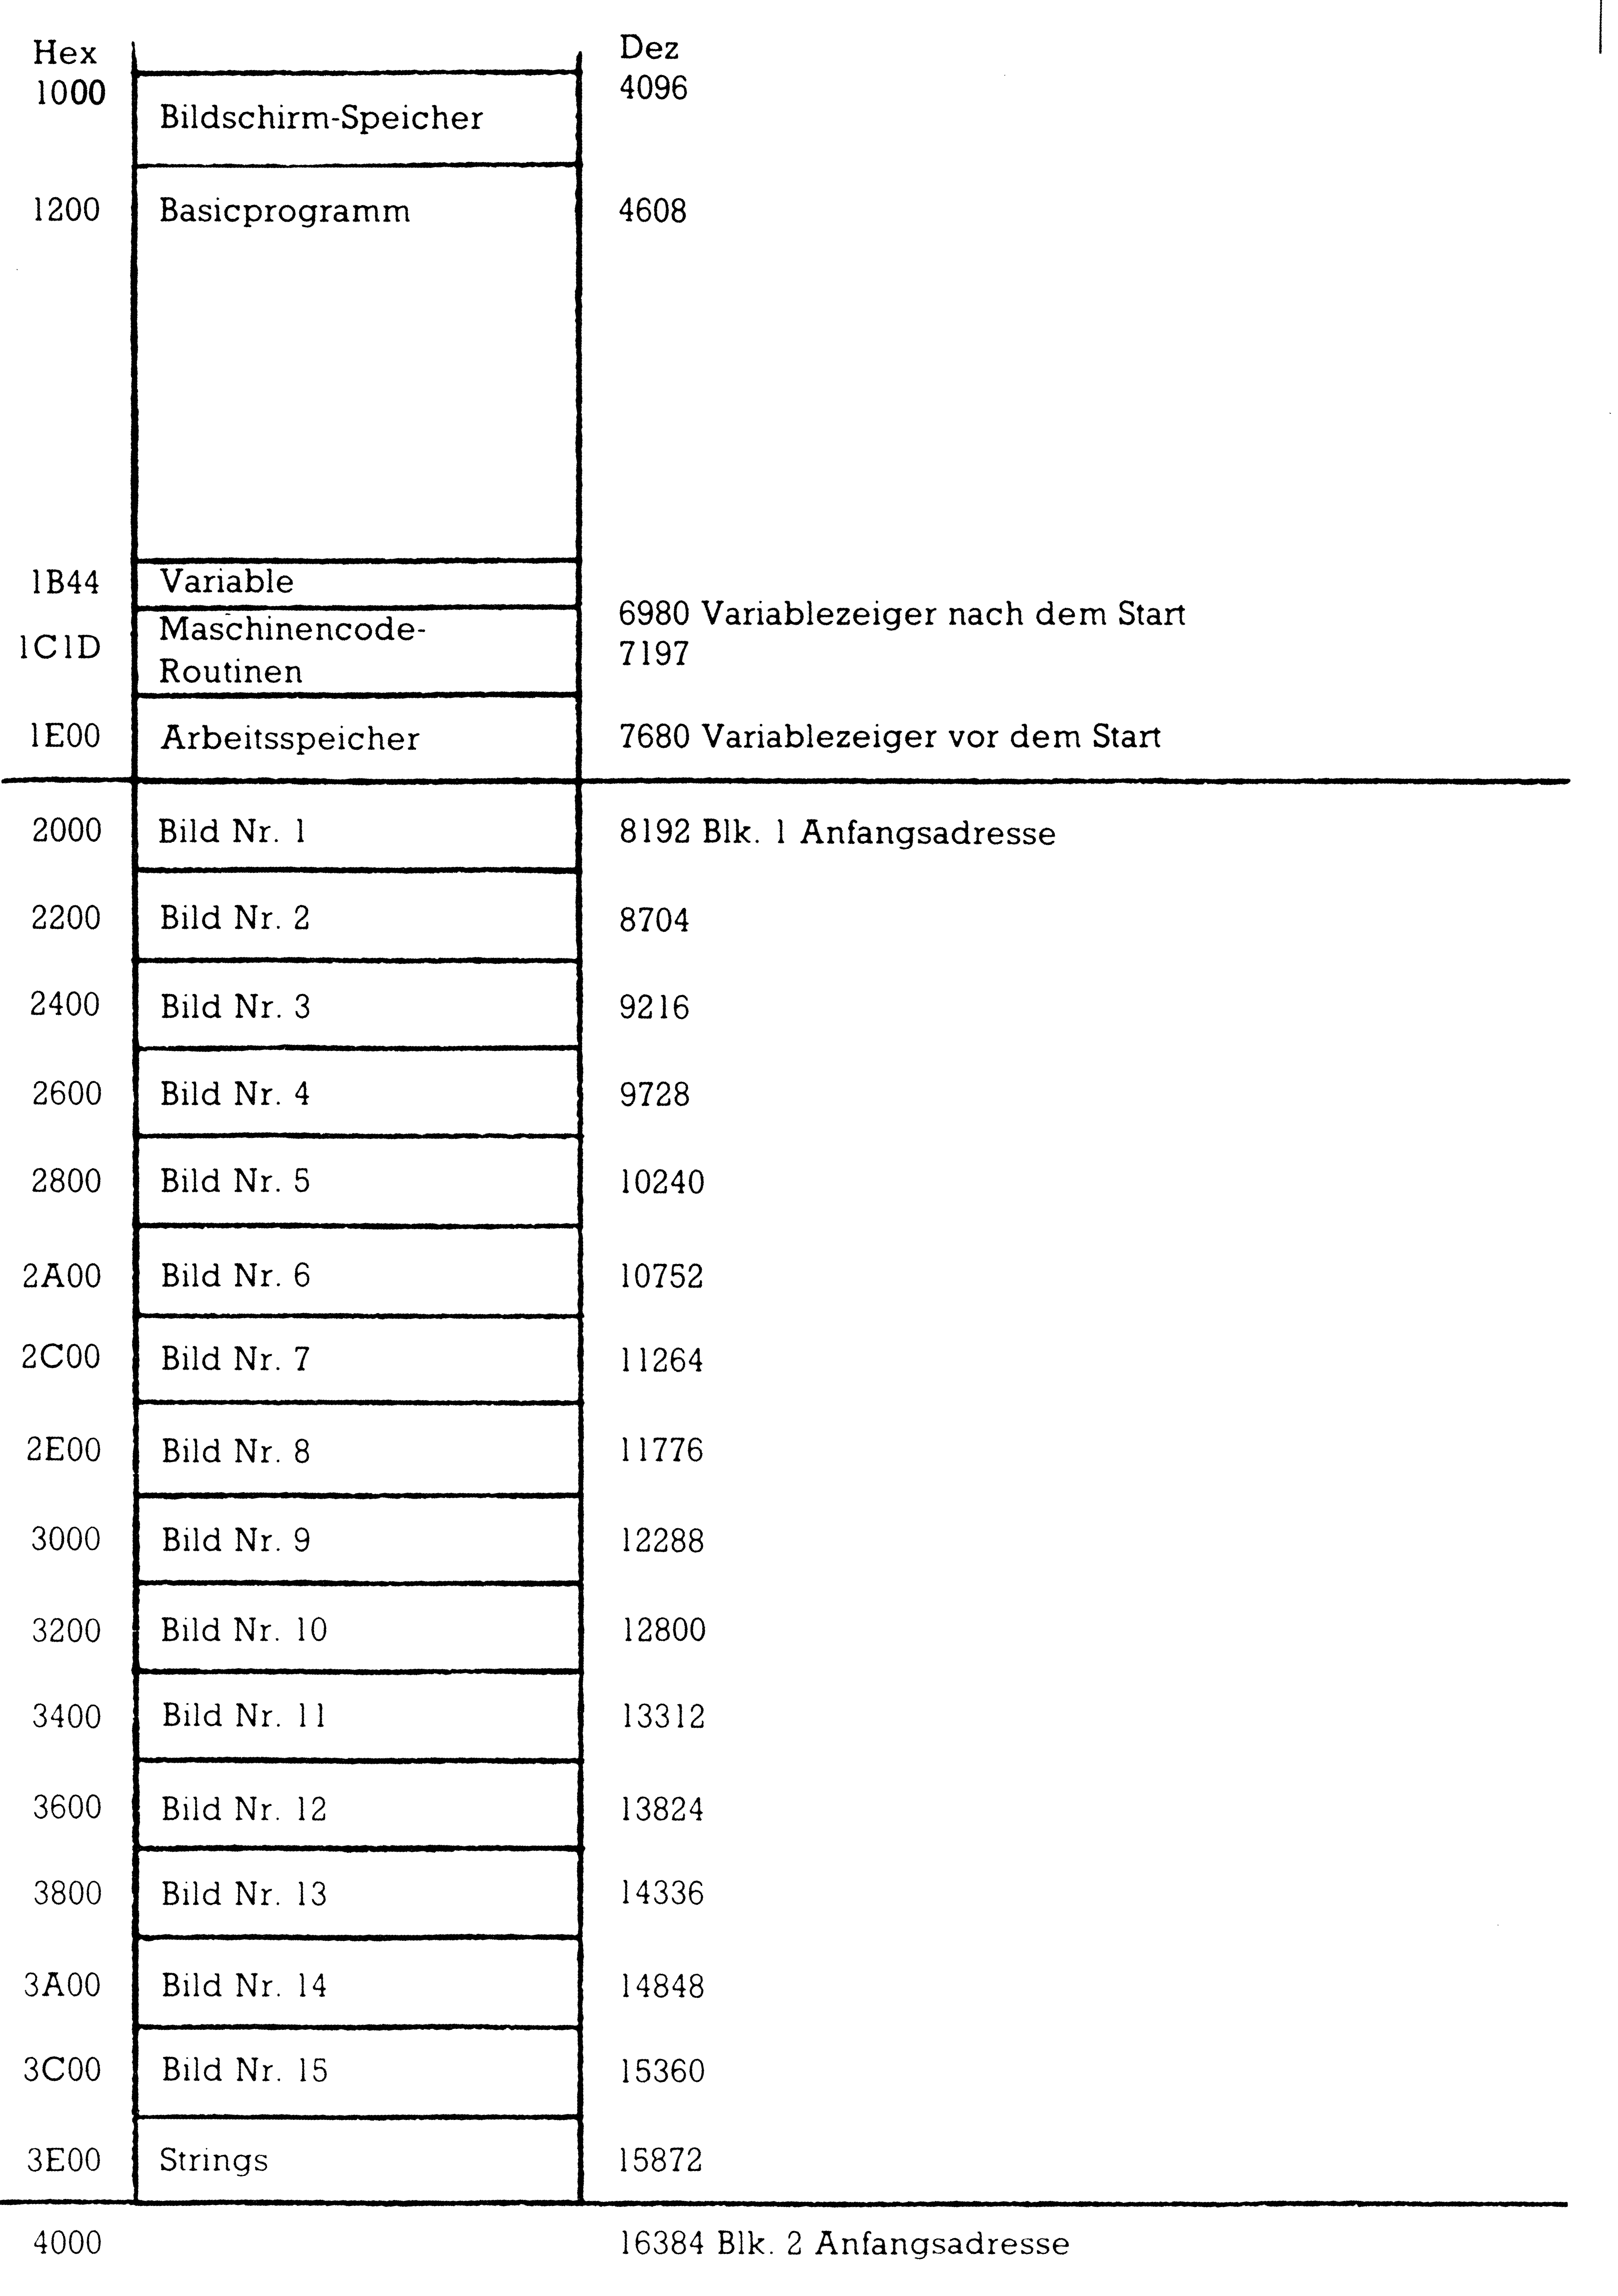 Hex Dez
1000 4096
Bildschirm-Speicher
1200 Basicprogramm 4608
1B44 Variable
6980 Variablezeiger nach dem Start
Maschinencode-
1C1D 7197
Routinen
1E00 Arbeitsspeicher 7680 Variablezeiger vor dem Start
2000 Bild Nr. 1 8192 Blk. 1 Anfangsadresse
2200 Bild Nr. 2 8704
2400 Bild Nr. 3 9216
2600 Bild Nr. 4 9728
2800 Bild Nr. 5 10240
2A00 Bild Nr. 6 10752
2C00 Bild Nr. 7 11264
2E00 Bild Nr. 8 11776
3000 Bild Nr. 9 12288
3200 Bild Nr. 10 12800
3400 Bild Nr. 11 13312
3600 Bild Nr. 12 13824
3800 Bild Nr. 13 14336
3A00 Bild Nr. 14 14848
3C00 Bild Nr. 15 15360
3E00 Strings 15872
4000 16384 Blk. 2 Anfangsadresse